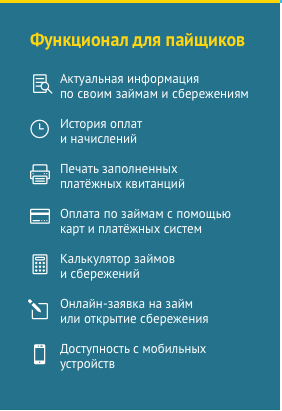 Функционал для пайщиков
Актуальная информация
по своим займам и сбережениям
История оплат
и начислений
Печать заполненных
платёжных квитанций
Оплата по займам с помощью
карт и платёжных систем
Калькулятор займов
и сбережений
Онлайн-заявка на займ
или открытие сбережения
Доступность с мобильных
устройств